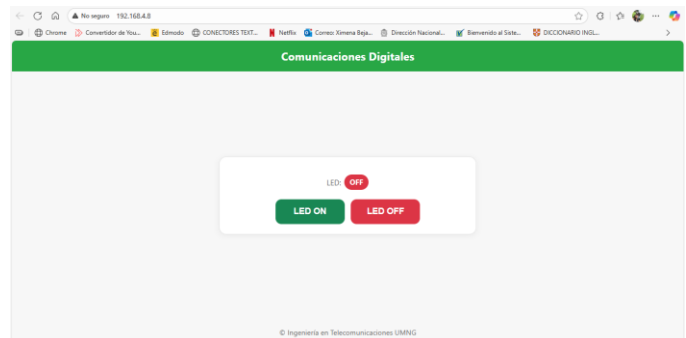 No seguro 192.168.4.8
Chrome Convertidor de You... Edmodo CONECTORES TEXT... Netflix Correo: Ximena Beja... Dirección Nacional... Bienvenido al Siste... DICCIONARIO INGL...
Comunicaciones Digitales
LED: OFF
LED ON LED OFF
© Ingeniería en Telecomunicaciones UMNG